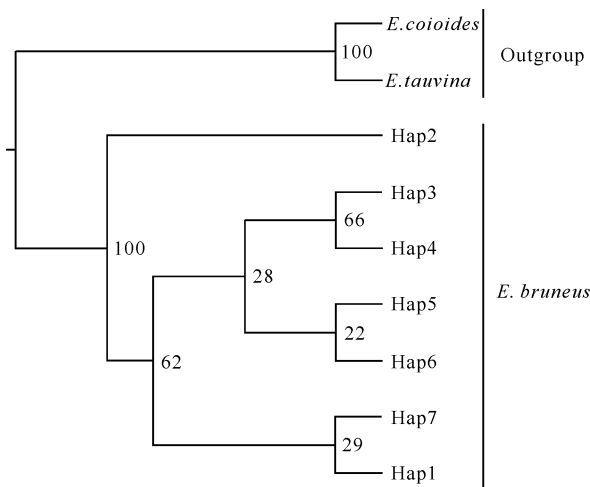 E.coioides
100
Outgroup
E.tauvina
Hap2
Hap3
66
Hap4
100
28
E. bruneus
Hap5
22
Hap6
62
Hap7
29
Hap1